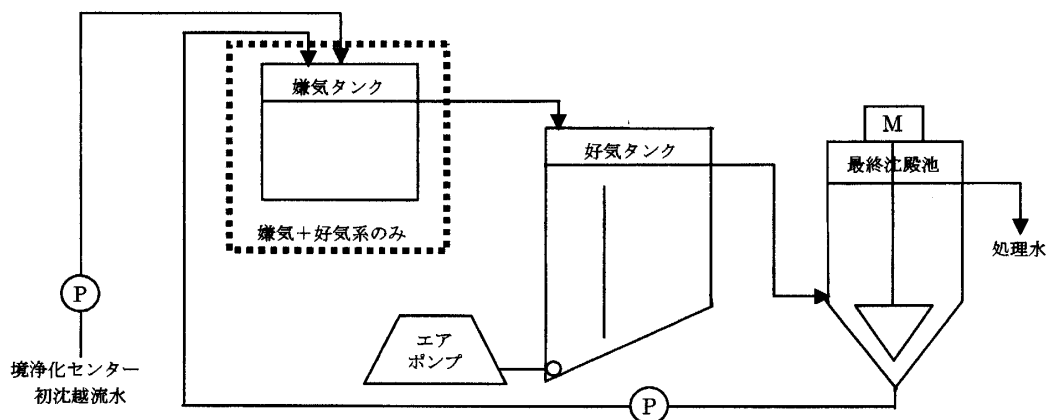 嫌気タンク
嫌気+好気系のみ
好気タンク
M
最終沈殿池
処理水
P
境浄化センター
初沈越流水
エア
ポンプ
P